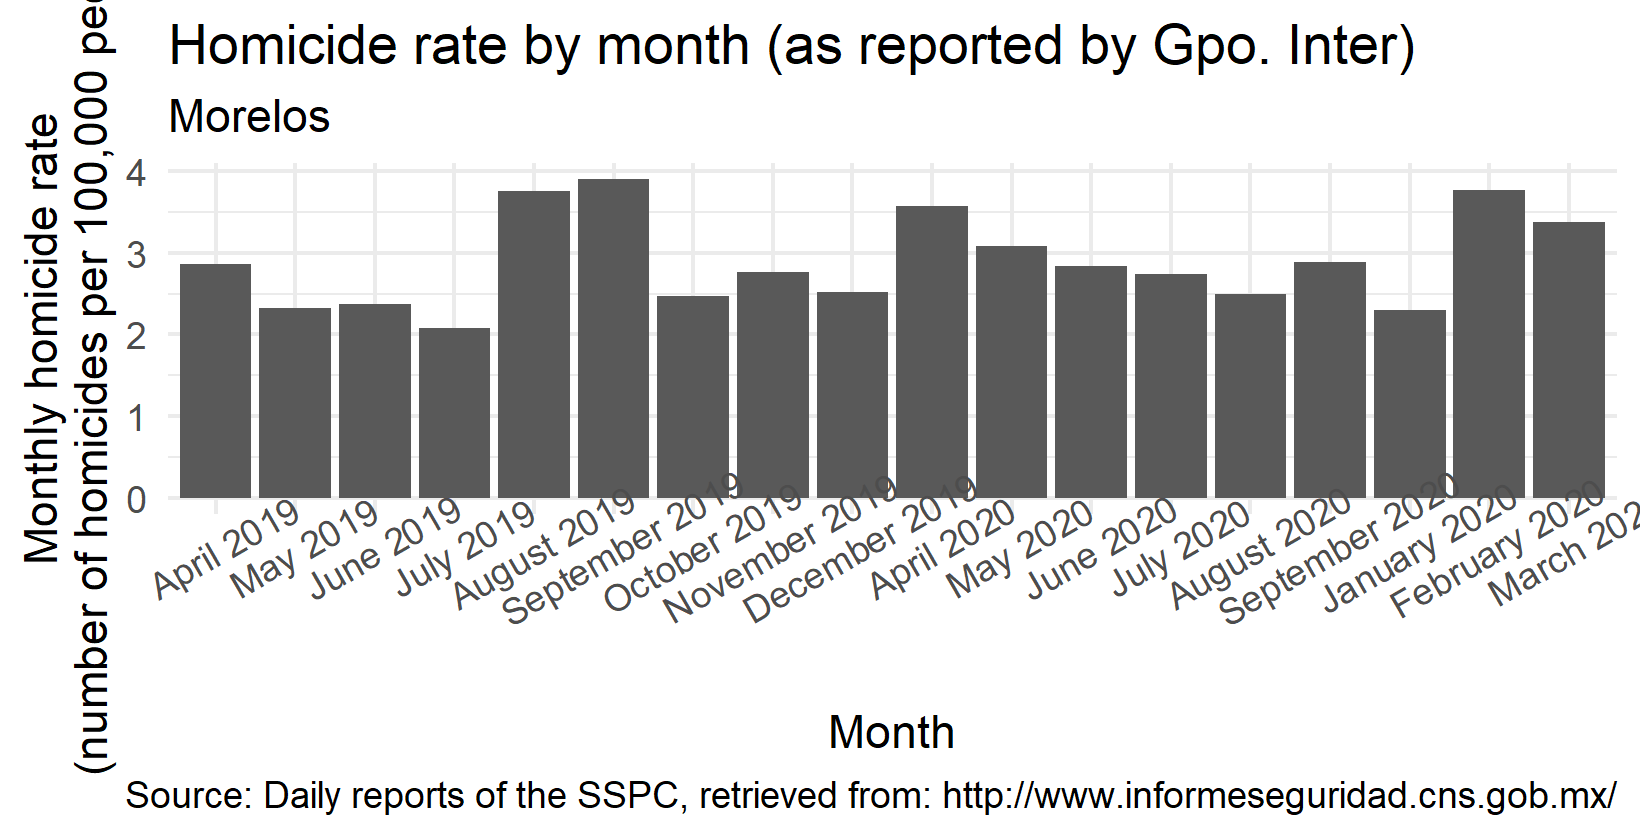 Homicide rate by month (as reported by Gpo. Inter)
Morelos
Monthly homicide rate
(number of homicides per 100,000
4
3
2
1
0
April 2019
May 2019
June 2019
July 2019
August 2019
September 2019
October 2019
November 2019
December 2019
April 2020
May 2020
June 2020
July 2020
August 2020
September 2020
January 2020
February 2020
March
Month
Source: Daily reports of the SSPC, retrieved from: http://www.informeseguridad.cns.gob.mx/